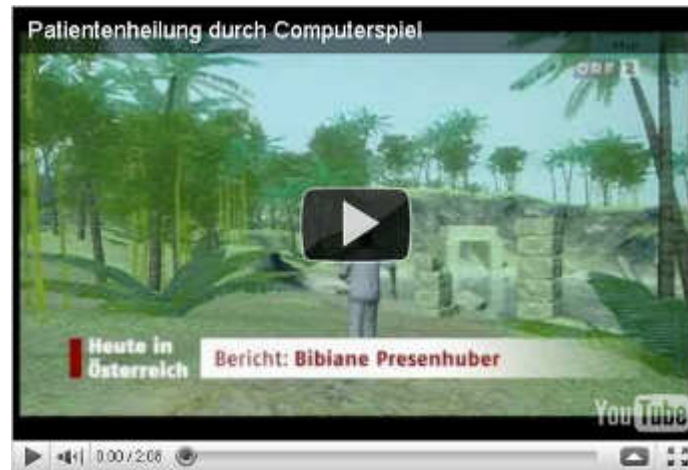 Patientenheilung durch Computerspiel
ORF 2
Heute in
Österreich
Bericht: Bibiane Presenhuber
YouTube
0:00 / 2:08